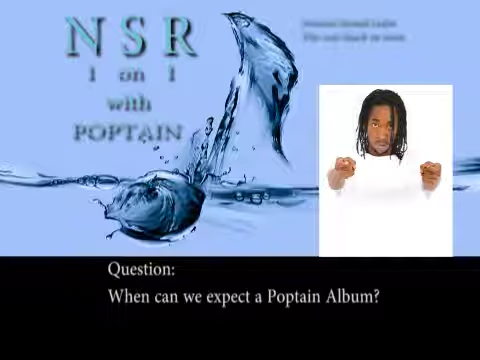 N S R
1 on 1
with
POPTAIN
Question:
When can we expect a Poptain Album?